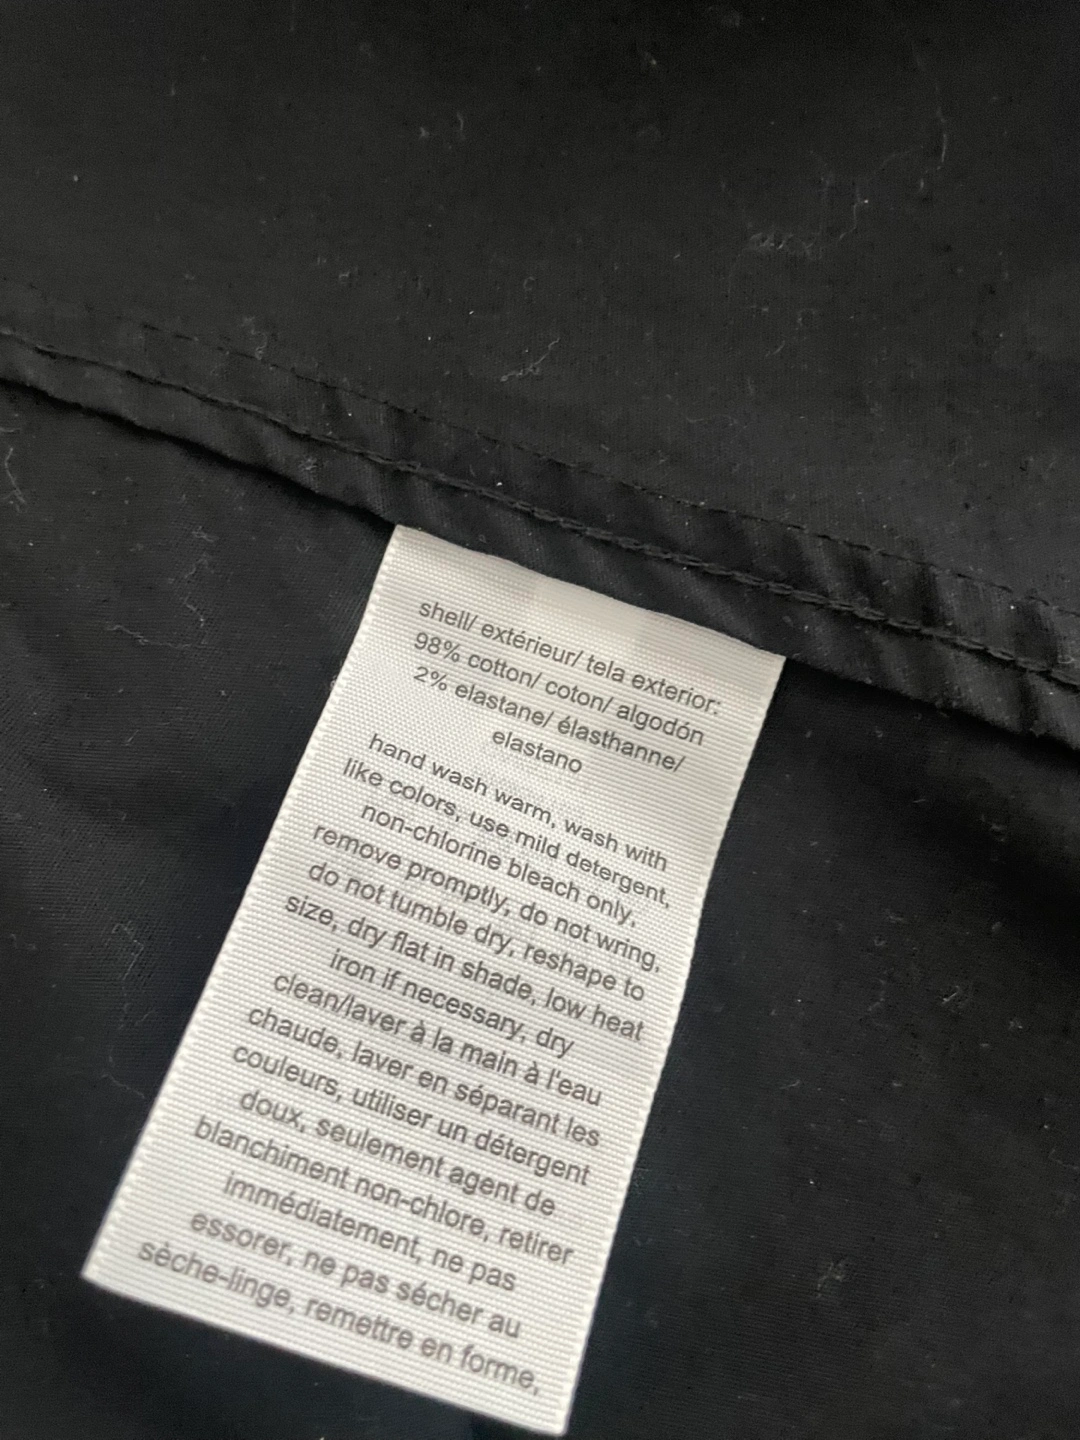 shell/ extérieur/ tela exterior:
98% cotton/ coton/ algodón
2% elastane/ élasthanne/
elastano
hand wash warm, wash with
like colors, use mild detergent,
non-chlorine bleach only,
remove promptly, do not wring,
do not tumble dry, reshape to
size, dry flat in shade, low heat
iron if necessary, dry
clean/laver à la main à l'eau
chaude, laver en séparant les
couleurs, utiliser un détergent
doux, seulement agent de
blanchiment non-chlore, retirer
immédiatement, ne pas
essorer, ne pas sécher au
sèche-linge, remettre en forme,